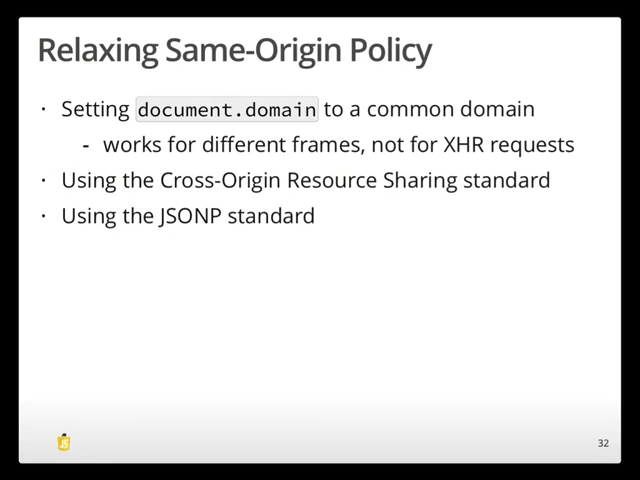 Relaxing Same-Origin Policy
· Setting document.domain to a common domain
- works for different frames, not for XHR requests
· Using the Cross-Origin Resource Sharing standard
· Using the JSONP standard
JS
32